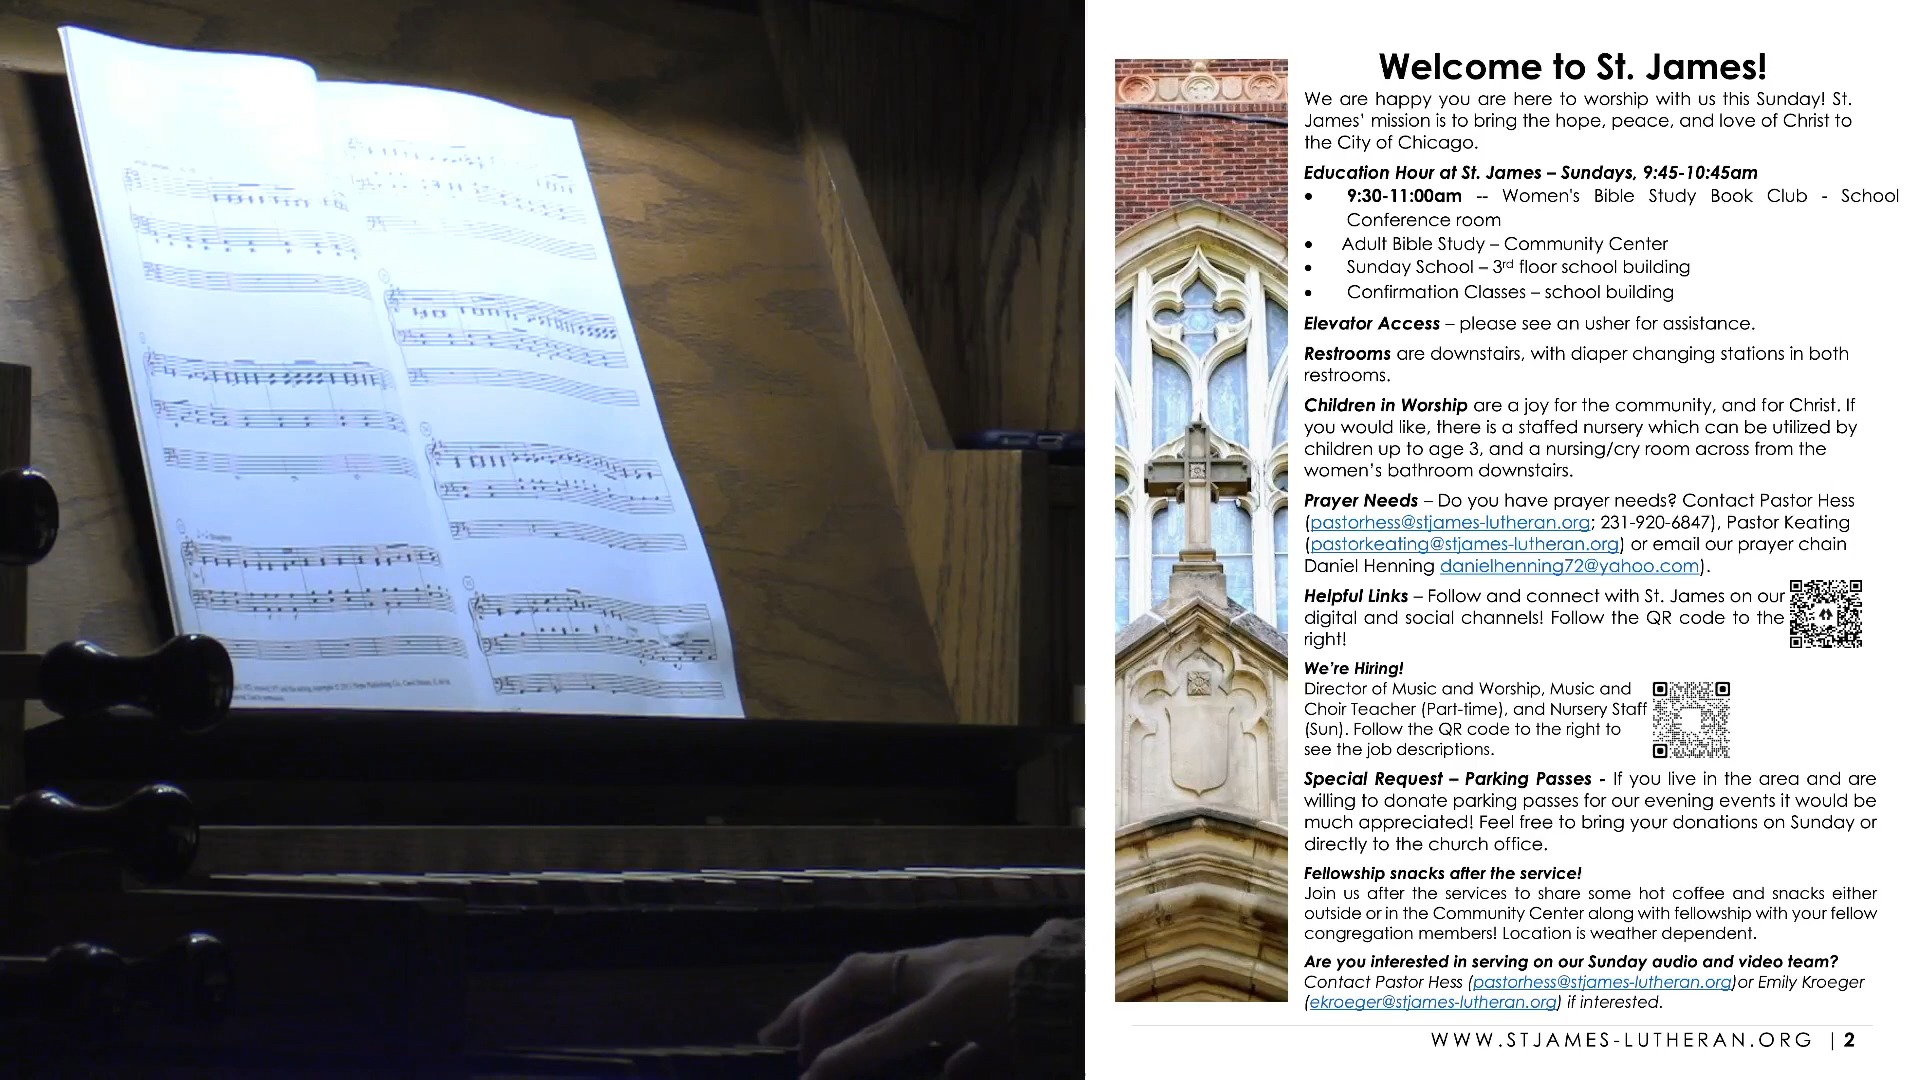 Welcome to St. James!
We are happy you are here to worship with us this Sunday! St.
James' mission is to bring the hope, peace, and love of Christ to
the City of Chicago.
Education Hour at St. James – Sundays, 9:45-10:45am
• 9:30-11:00am -- Women's Bible Study Book Club - School
Conference room
• Adult Bible Study – Community Center
• Sunday School – 3rd floor school building
• Confirmation Classes – school building
Elevator Access – please see an usher for assistance.
Restrooms are downstairs, with diaper changing stations in both
restrooms.
Children in Worship are a joy for the community, and for Christ. If
you would like, there is a staffed nursery which can be utilized by
children up to age 3, and a nursing/cry room across from the
women's bathroom downstairs.
Prayer Needs – Do you have prayer needs? Contact Pastor Hess
(pastorhess@stjames-lutheran.org; 231-920-6847), Pastor Keating
(pastorkeating@stjames-lutheran.org) or email our prayer chain
Daniel Henning danielhenning72@yahoo.com).
Helpful Links – Follow and connect with St. James on our
digital and social channels! Follow the QR code to the
right!
We're Hiring!
Director of Music and Worship, Music and
Choir Teacher (Part-time), and Nursery Staff
(Sun). Follow the QR code to the right to
see the job descriptions.
Special Request – Parking Passes - If you live in the area and are
willing to donate parking passes for our evening events it would be
much appreciated! Feel free to bring your donations on Sunday or
directly to the church office.
Fellowship snacks after the service!
Join us after the services to share some hot coffee and snacks either
outside or in the Community Center along with fellowship with your fellow
congregation members! Location is weather dependent.
Are you interested in serving on our Sunday audio and video team?
Contact Pastor Hess (pastorhess@stjames-lutheran.org)or Emily Kroeger
(ekroeger@stjames-lutheran.org) if interested.
WWW.STJAMES-LUTHERAN.ORG | 2